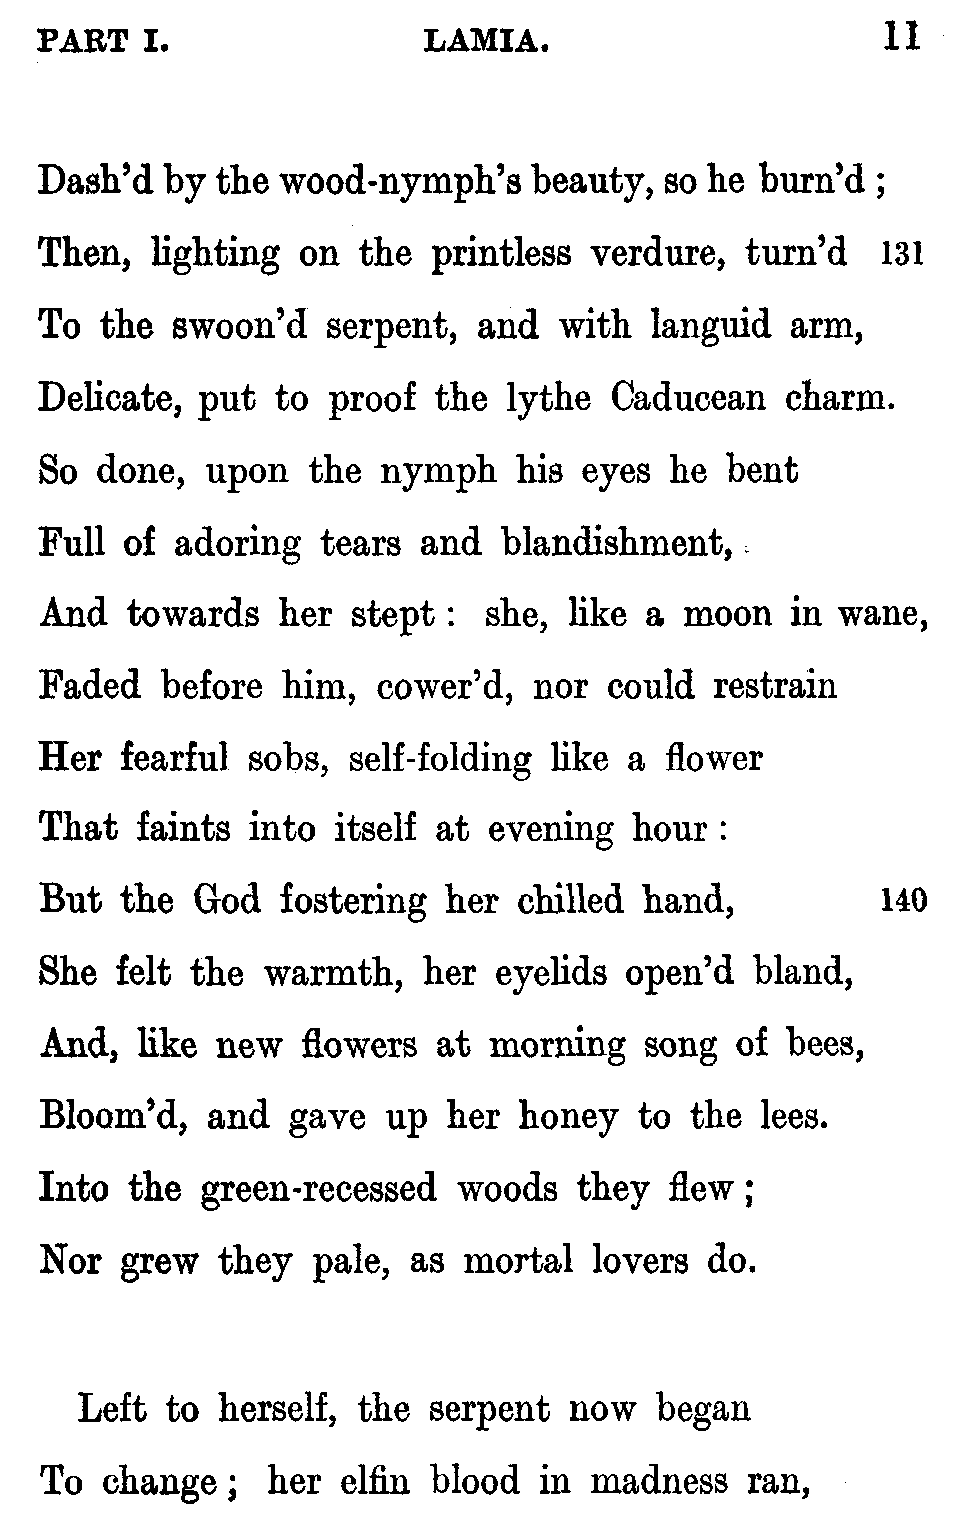 PART I. LAMIA. 11
Dash'd by the wood-nymph's beauty, so he burn'd ;
Then, lighting on the printless verdure, turn'd 131
To the swoon'd serpent, and with languid arm,
Delicate, put to proof the lythe Caducean charm.
So done, upon the nymph his eyes he bent
Full of adoring tears and blandishment,
And towards her stept : she, like a moon in wane,
Faded before him, cower'd, nor could restrain
Her fearful sobs, self-folding like a flower
That faints into itself at evening hour :
But the God fostering her chilled hand, 140
She felt the warmth, her eyelids open'd bland,
And, like new flowers at morning song of bees,
Bloom'd, and gave up her honey to the lees.
Into the green-recessed woods they flew ;
Nor grew they pale, as mortal lovers do.
Left to herself, the serpent now began
To change ; her elfin blood in madness ran,